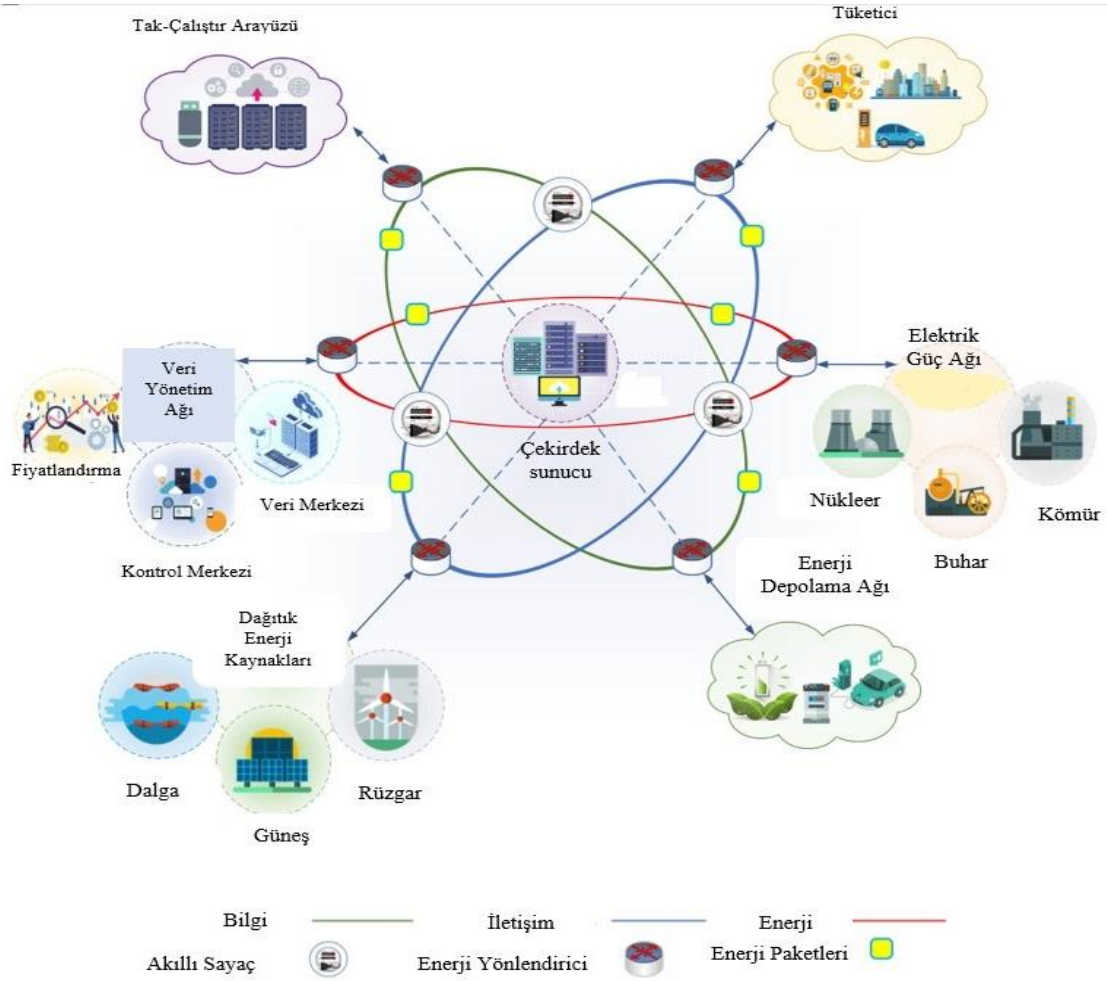 Tak-Çalıştır Arayüzü
Tüketici
Elektrik
Güç Ağı
Veri
Yönetim
Ağı
Çekirdek
sunucu
Fiyatlandırma
Veri Merkezi
Nükleer
Kömür
Kontrol Merkezi
Buhar
Enerji
Depolama Ağı
Dağıtık
Enerji
Kaynakları
Dalga
Rüzgar
Güneş
Bilgi
İletişim
Enerji
Akıllı Sayaç
Enerji Yönlendirici
Enerji Paketleri